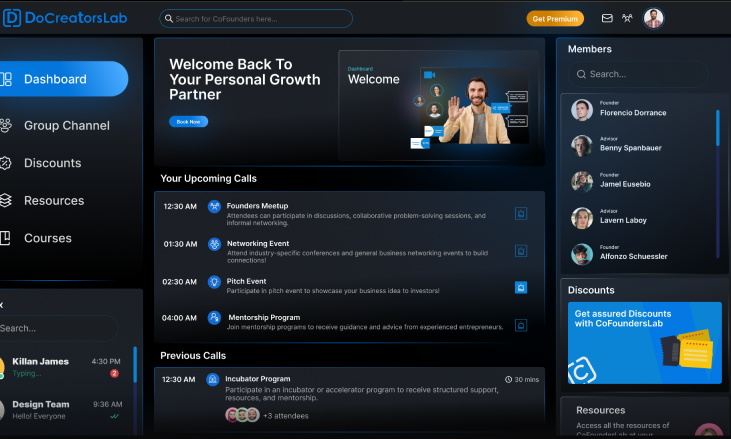 DoCreatorsLab
Search for CoFounders here...
Get Premium
Dashboard
Group Channel
Discounts
Resources
Courses
x
Search...
Killan James
4:30 PM
Typing...
2
Design Team
9:36 AM
Hello! Everyone
Welcome Back To
Your Personal Growth
Partner
Book Now
Dashboard
Welcome
Your Upcoming Calls
12:30 AM
Founders Meetup
Attendees can participate in discussions, collaborative problem-solving sessions, and
informal networking.
01:30 AM
Networking Event
Attend industry-specific conferences and general business networking events to build
connections!
02:30 AM
Pitch Event
Participate in pitch event to showcase your business idea to investors!
04:00 AM
Mentorship Program
Join mentorship programs to receive guidance and advice from experienced entrepreneurs.
Previous Calls
12:30 AM
Incubator Program
30 mins
Participate in an incubator or accelerator program to receive structured support,
resources, and mentorship.
+3 attendees
Members
Search...
Founder
Florencio Dorrance
Advisor
Benny Spanbauer
Founder
Jamel Eusebio
Advisor
Lavern Laboy
Founder
Alfonzo Schuessler
Discounts
Get assured Discounts
with CoFoundersLab
Resources
Access all the resources of
CoFoundersLab at your